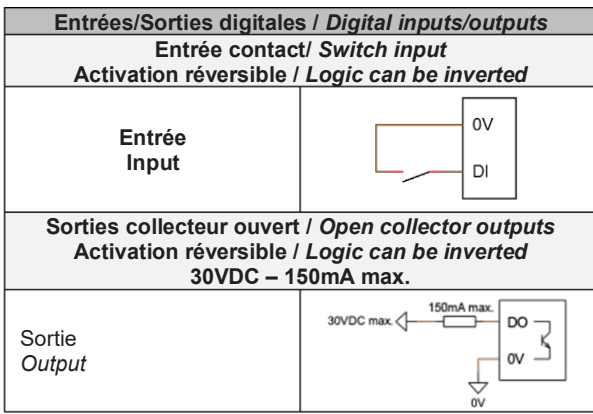 Entrées/Sorties digitales / Digital inputs/outputs
Entrée contact/ Switch input
Activation réversible / Logic can be inverted
Entrée
Input
0V
DI
Sorties collecteur ouvert / Open collector outputs
Activation réversible / Logic can be inverted
30VDC – 150mA max.
Sortie
Output
30VDC max.
150mA max.
DO
0V
0V